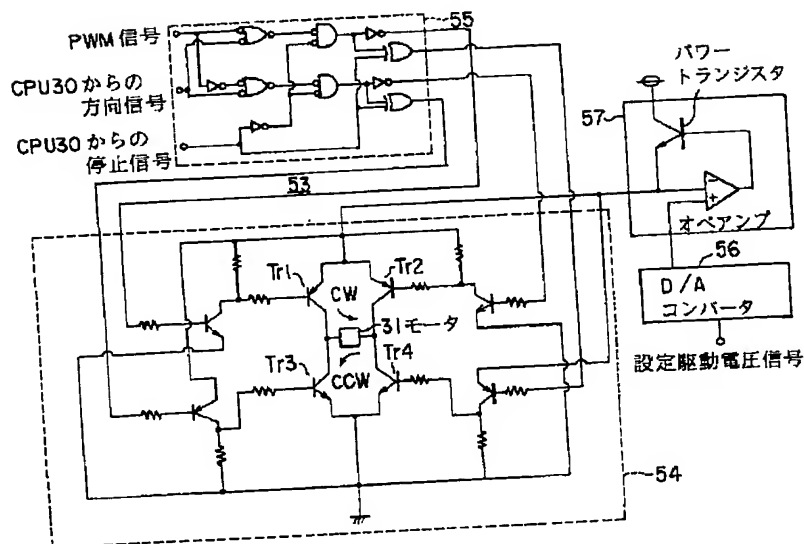 PWM信号
CPU30からの
方向信号
CPU30からの
停止信号
55
パワー
トランジスタ
57
オペアンプ
53
56
D/A
コンバータ
設定駆動電圧信号
Tr1
Tr2
CW
31モータ
Tr3
Tr4
CCW
54